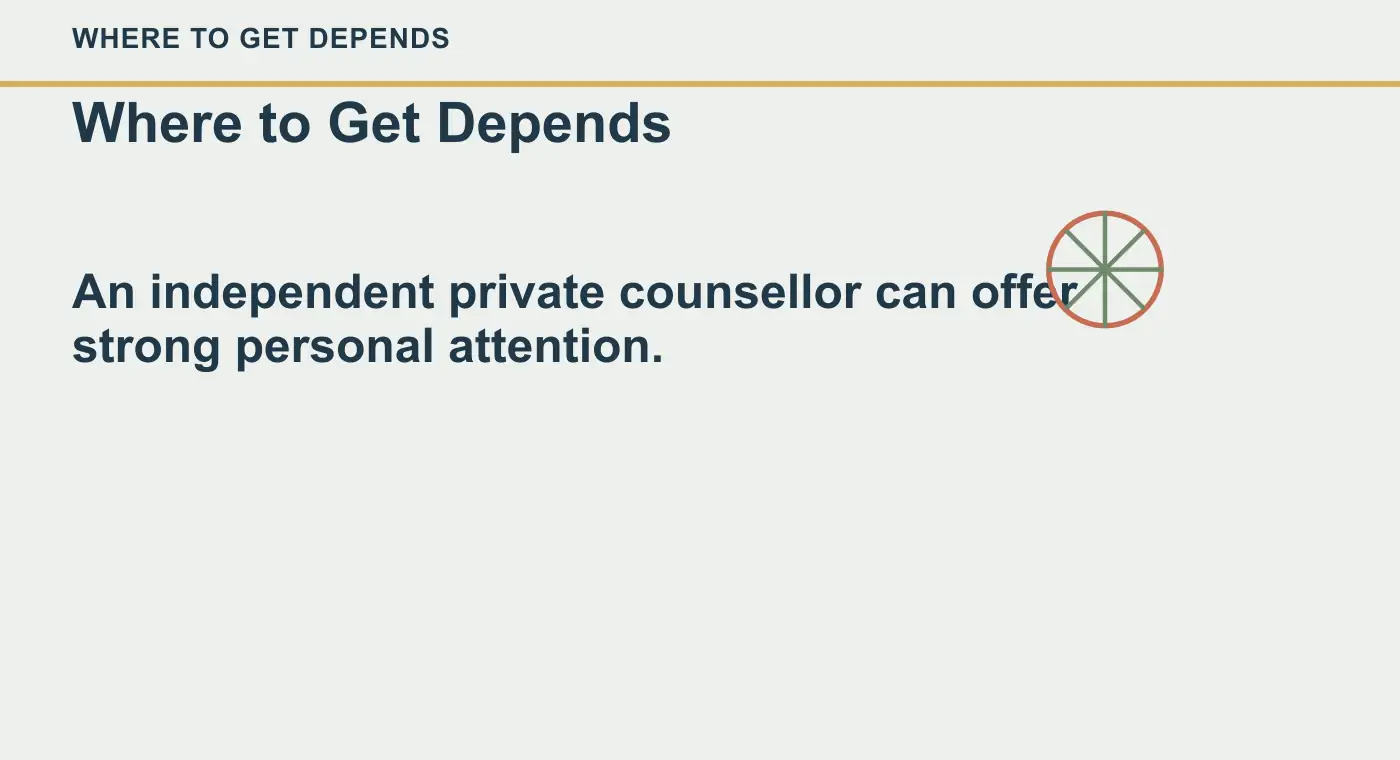 WHERE TO GET DEPENDS
Where to Get Depends
An independent private counsellor can offer
strong personal attention.